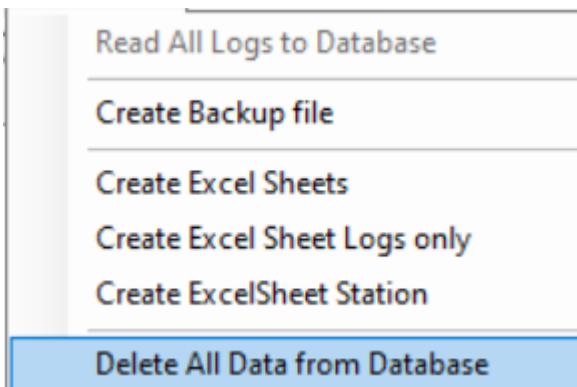 Read All Logs to Database
Create Backup file
Create Excel Sheets
Create Excel Sheet Logs only
Create ExcelSheet Station
Delete All Data from Database